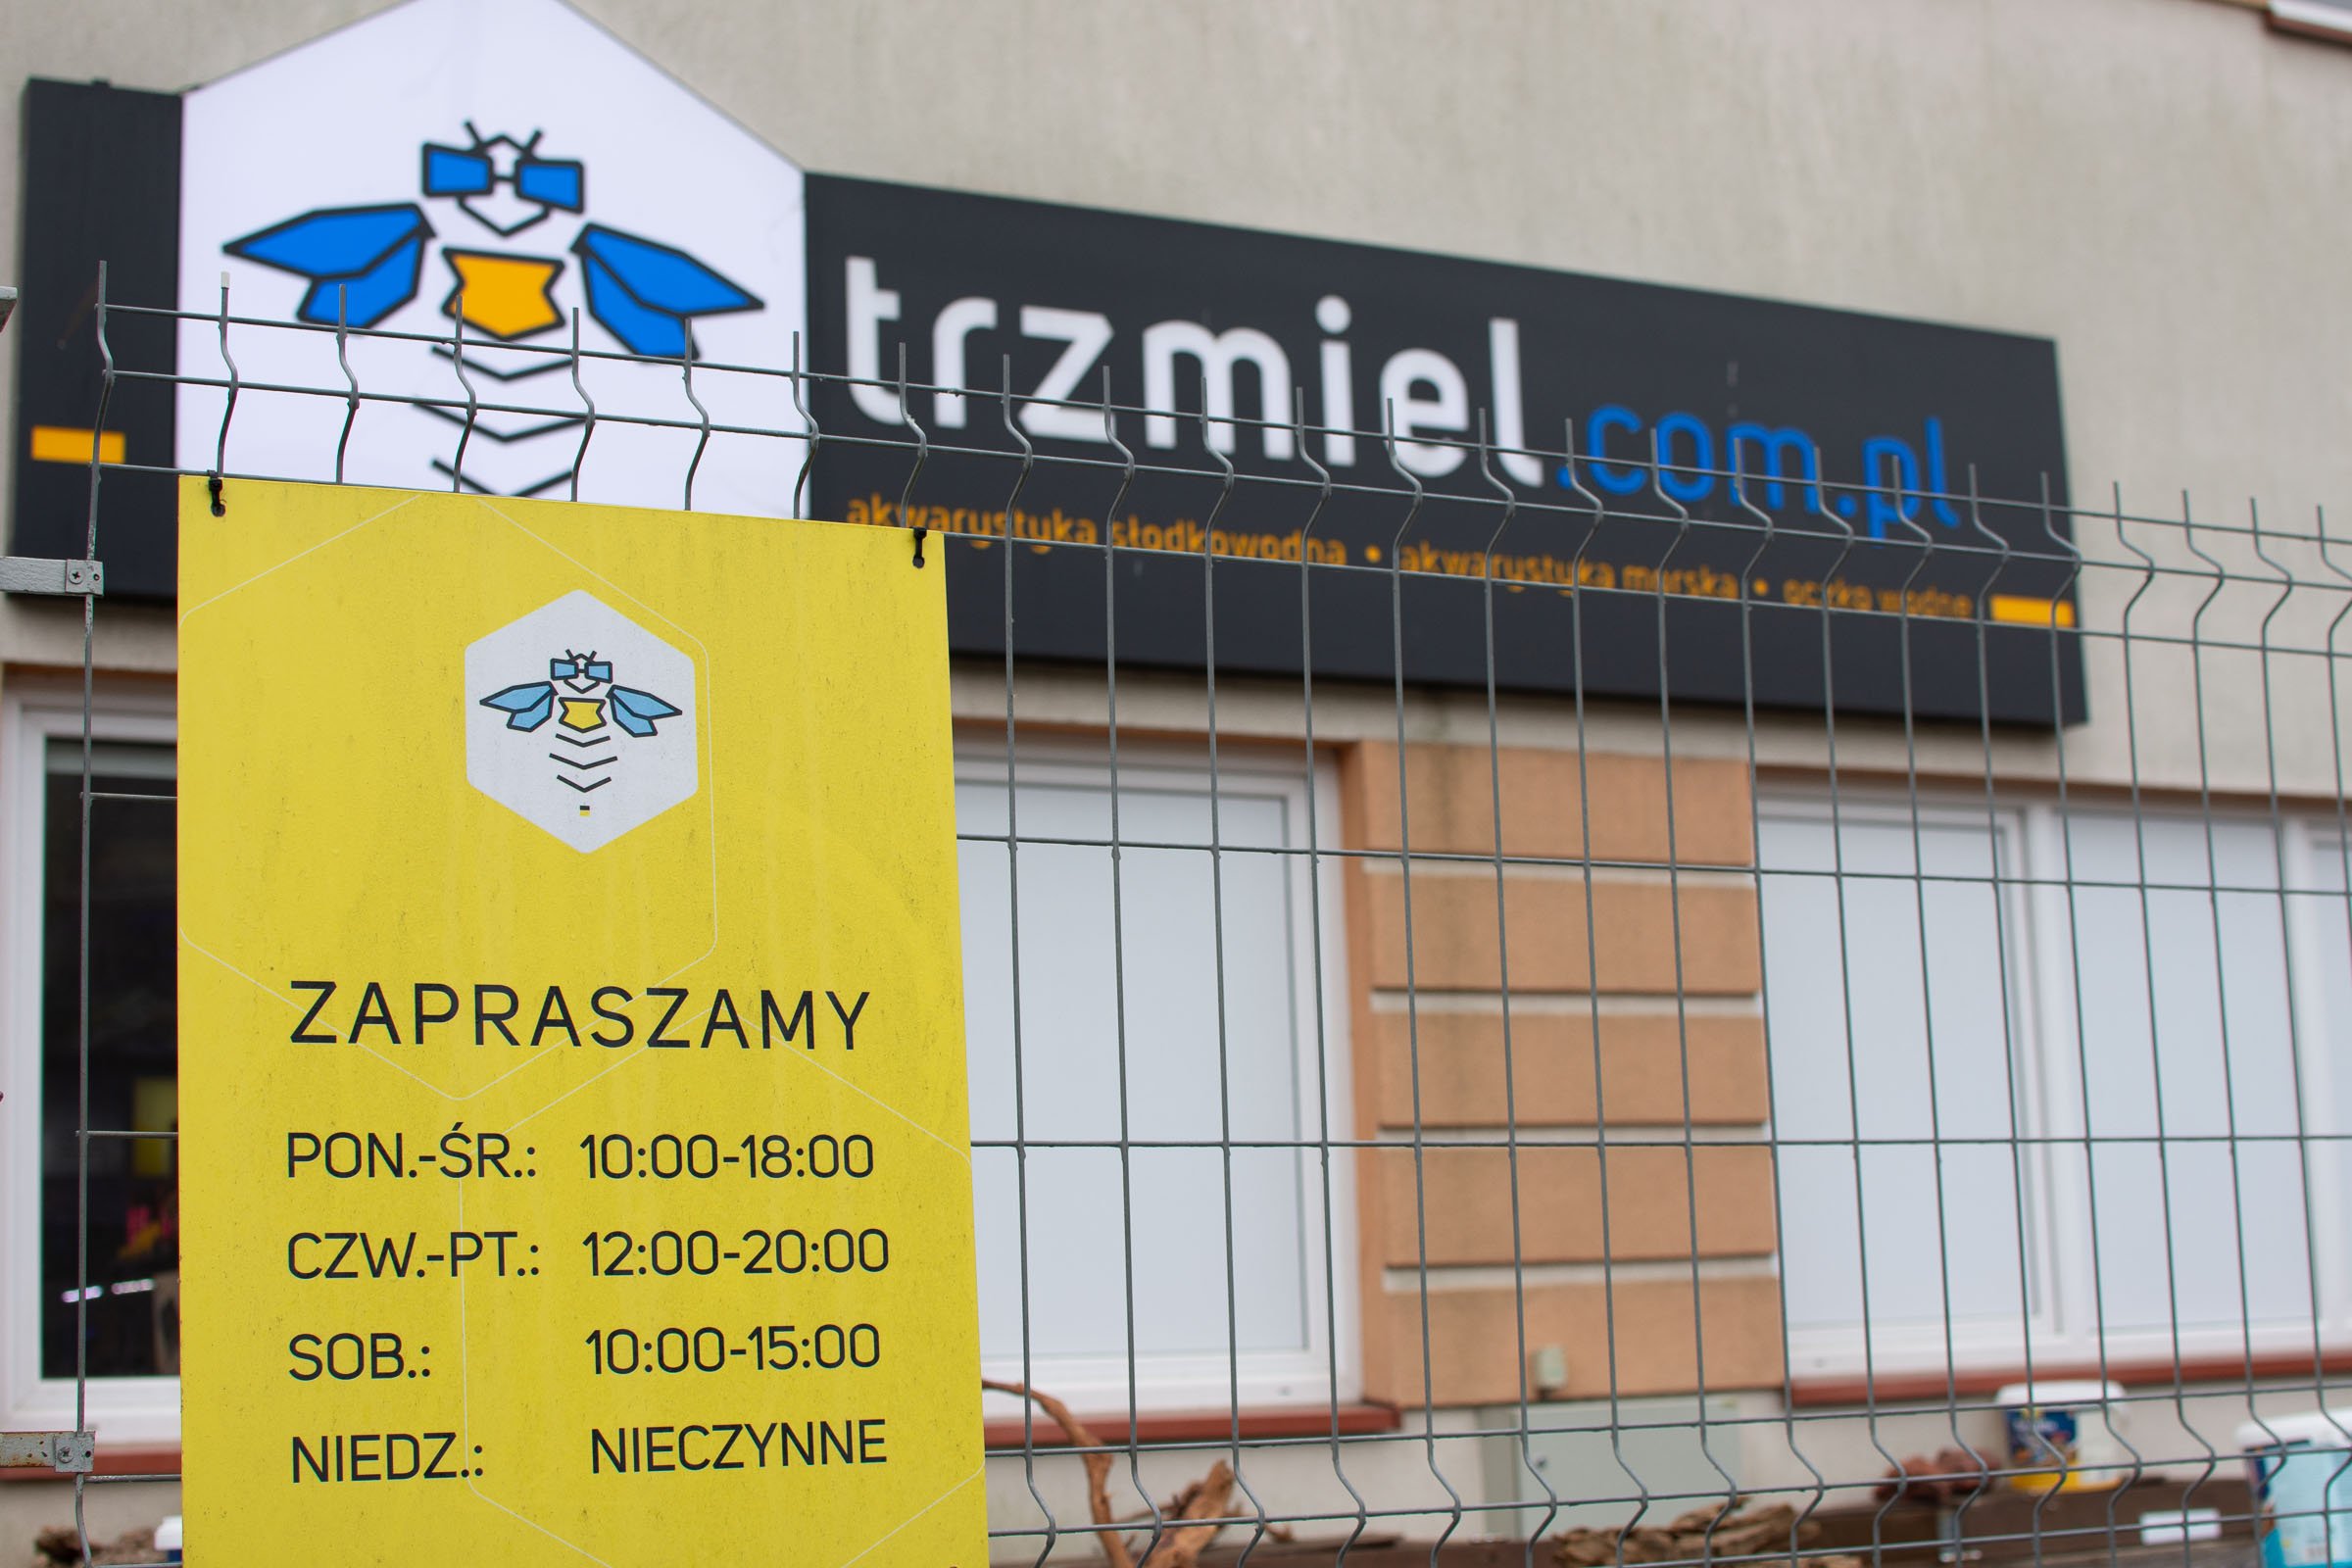 trzmiel.com.pl
akwarystyka słodkowodna • akwarystyka morska • oczko wodne
ZAPRASZAMY
PON.-ŚR.: 10:00-18:00
CZW.-PT.: 12:00-20:00
SOB.: 10:00-15:00
NIEDZ.: NIECZYNNE